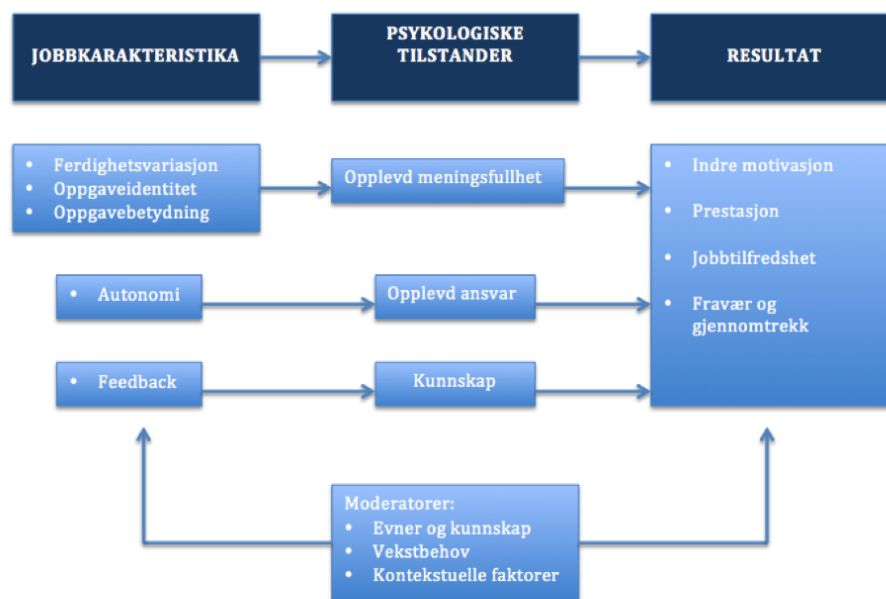 JOBBKARAKTERISTIKA
PSYKOLOGISKE
TILSTANDER
RESULTAT
• Ferdighetsvariasjon
• Oppgaveidentitet
• Oppgavebetydning
Opplevd meningsfullhet
• Indre motivasjon
• Prestasjon
• Jobbtilfredshet
• Fravær og
gjennomtrekk
• Autonomi
Opplevd ansvar
• Feedback
Kunnskap
Moderatorer:
• Evner og kunnskap
• Vekstbehov
• Kontekstuelle faktorer